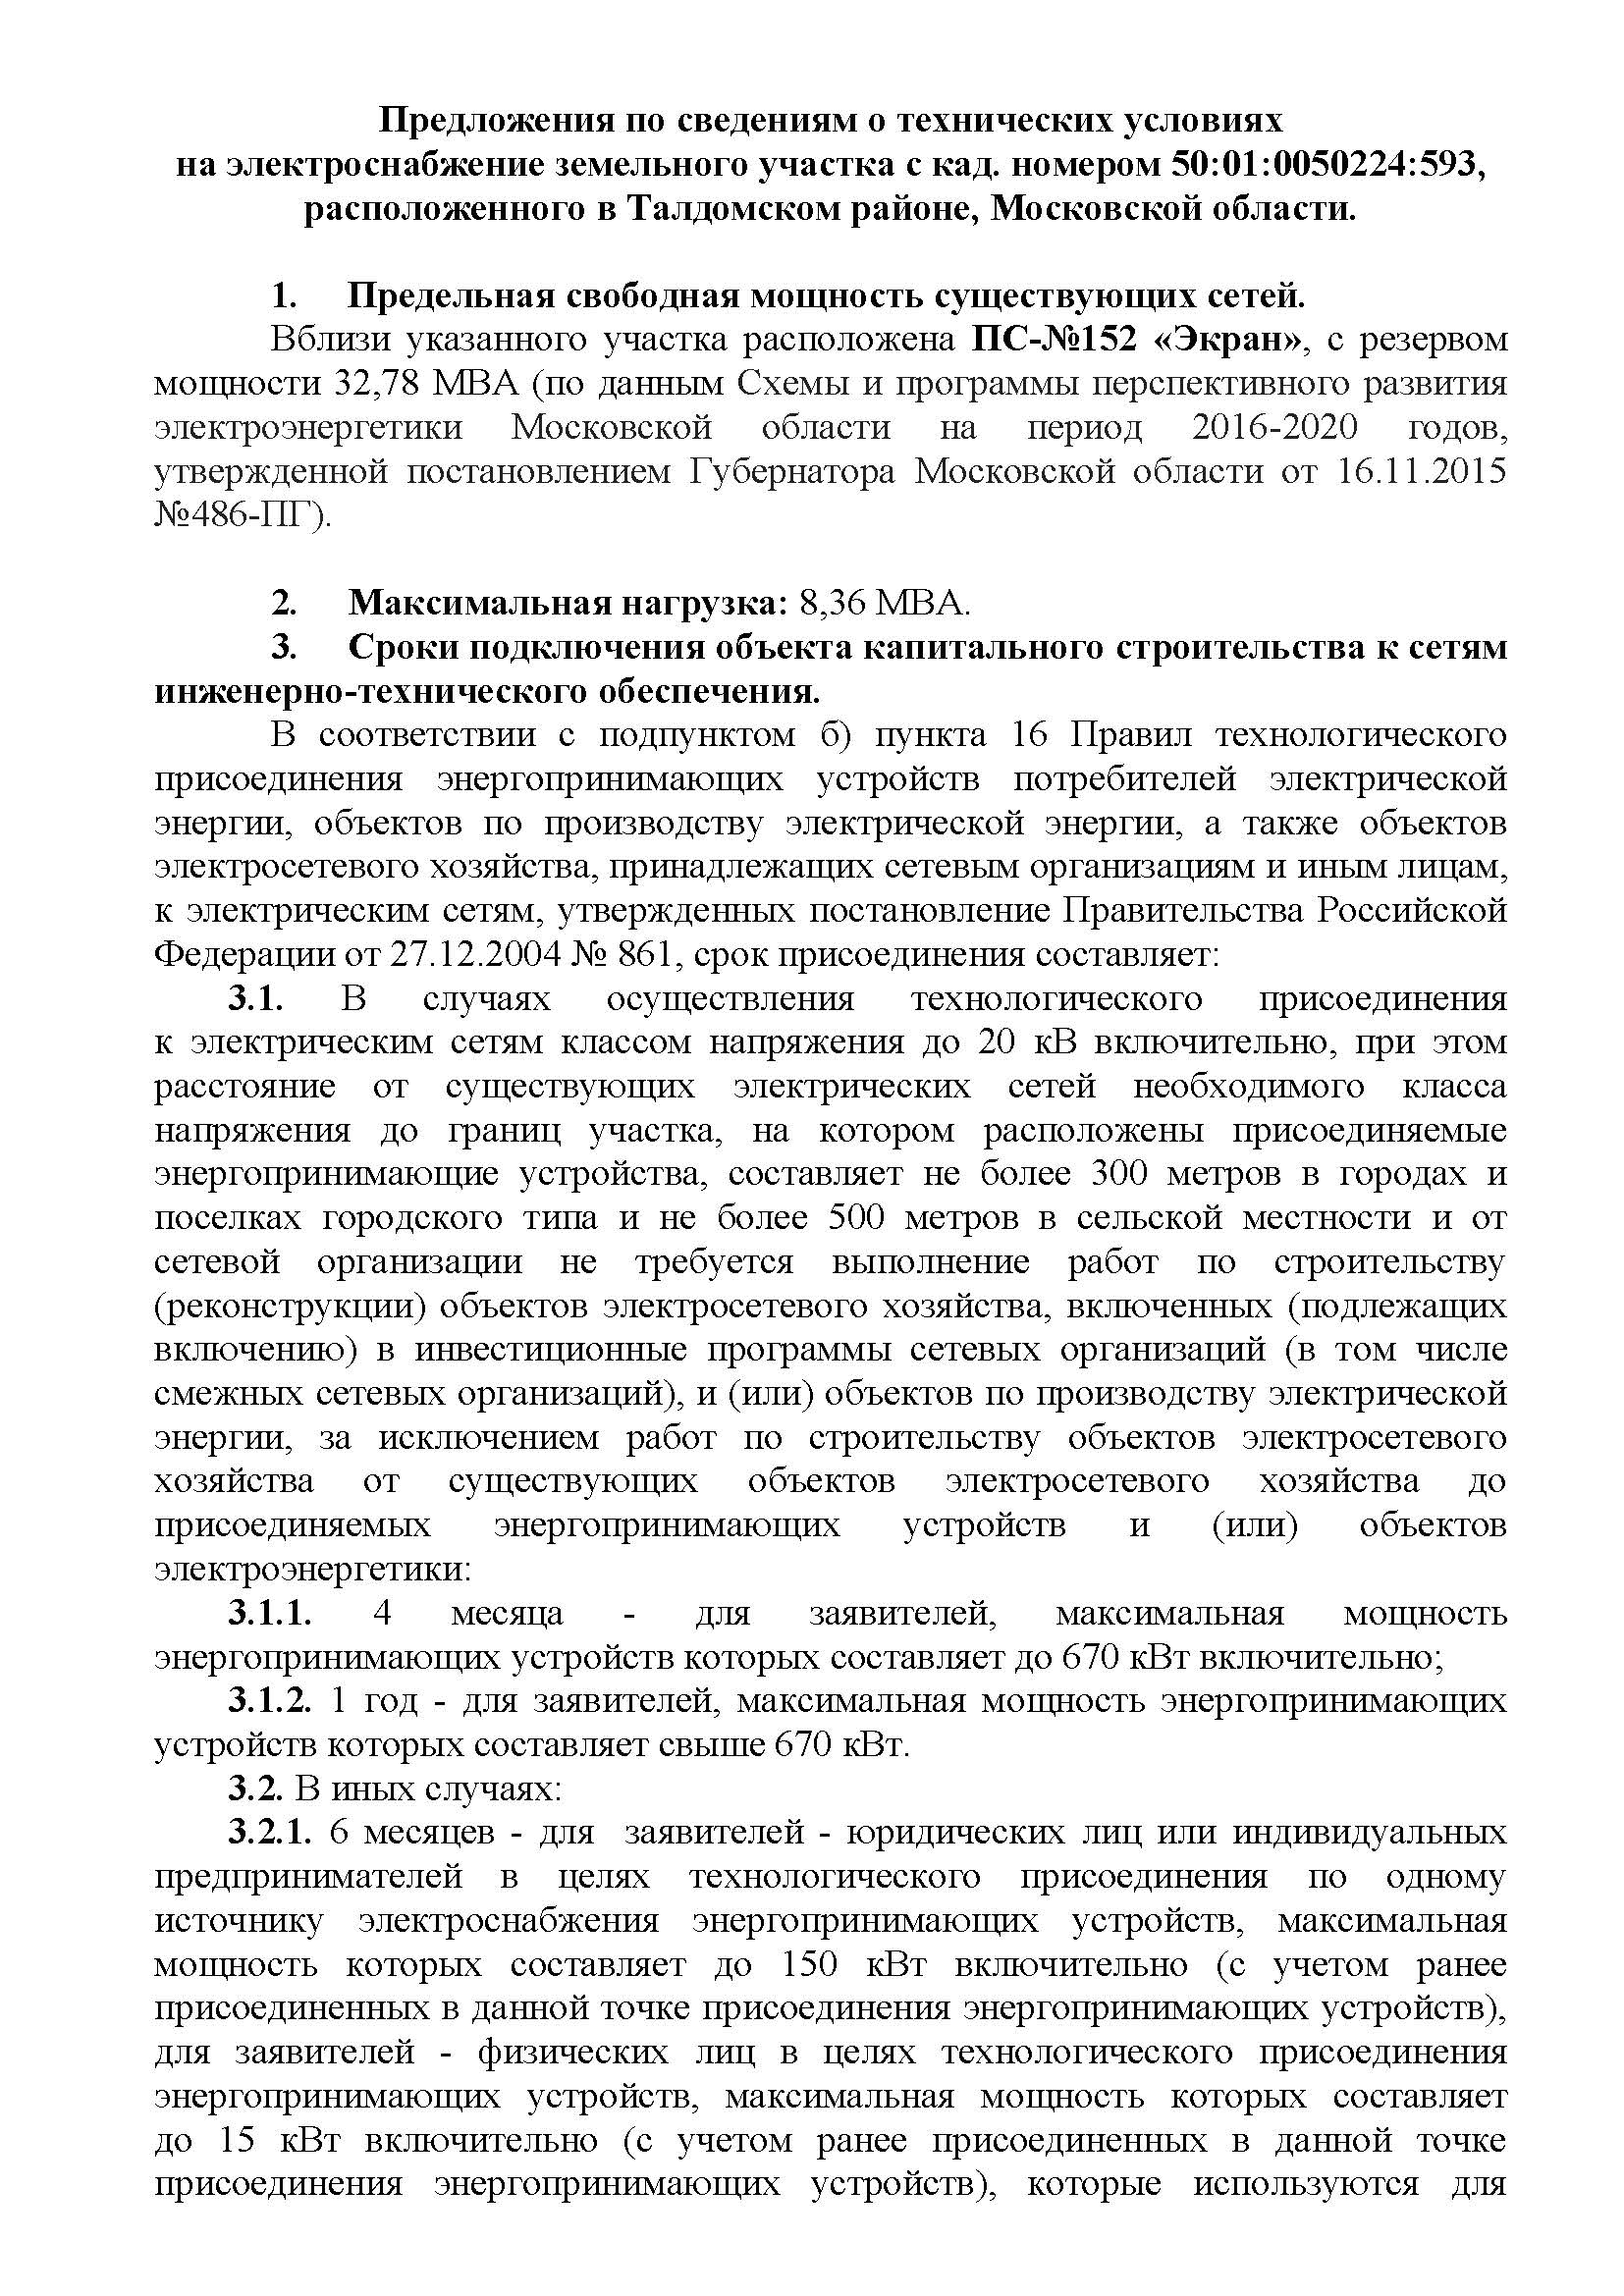 Предложения по сведениям о технических условиях
на электроснабжение земельного участка с кад. номером 50:01:0050224:593,
расположенного в Талдомском районе, Московской области.
1. Предельная свободная мощность существующих сетей.
Вблизи указанного участка расположена ПС-№152 «Экран», с резервом
мощности 32,78 МВА (по данным Схемы и программы перспективного развития
электроэнергетики Московской области на период 2016-2020 годов,
утвержденной постановлением Губернатора Московской области от 16.11.2015
№486-ПГ).
2. Максимальная нагрузка: 8,36 МВА.
3. Сроки подключения объекта капитального строительства к сетям
инженерно-технического обеспечения.
В соответствии с подпунктом б) пункта 16 Правил технологического
присоединения энергопринимающих устройств потребителей электрической
энергии, объектов по производству электрической энергии, а также объектов
электросетевого хозяйства, принадлежащих сетевым организациям и иным лицам,
к электрическим сетям, утвержденных постановление Правительства Российской
Федерации от 27.12.2004 № 861, срок присоединения составляет:
3.1. В случаях осуществления технологического присоединения
к электрическим сетям классом напряжения до 20 кВ включительно, при этом
расстояние от существующих электрических сетей необходимого класса
напряжения до границ участка, на котором расположены присоединяемые
энергопринимающие устройства, составляет не более 300 метров в городах и
поселках городского типа и не более 500 метров в сельской местности и от
сетевой организации не требуется выполнение работ по строительству
(реконструкции) объектов электросетевого хозяйства, включенных (подлежащих
включению) в инвестиционные программы сетевых организаций (в том числе
смежных сетевых организаций), и (или) объектов по производству электрической
энергии, за исключением работ по строительству объектов электросетевого
хозяйства от существующих объектов электросетевого хозяйства до
присоединяемых энергопринимающих устройств и (или) объектов
электроэнергетики:
3.1.1. 4 месяца - для заявителей, максимальная мощность
энергопринимающих устройств которых составляет до 670 кВт включительно;
3.1.2. 1 год - для заявителей, максимальная мощность энергопринимающих
устройств которых составляет свыше 670 кВт.
3.2. В иных случаях:
3.2.1. 6 месяцев - для заявителей - юридических лиц или индивидуальных
предпринимателей в целях технологического присоединения по одному
источнику электроснабжения энергопринимающих устройств, максимальная
мощность которых составляет до 150 кВт включительно (с учетом ранее
присоединенных в данной точке присоединения энергопринимающих устройств),
для заявителей - физических лиц в целях технологического присоединения
энергопринимающих устройств, максимальная мощность которых составляет
до 15 кВт включительно (с учетом ранее присоединенных в данной точке
присоединения энергопринимающих устройств), которые используются для